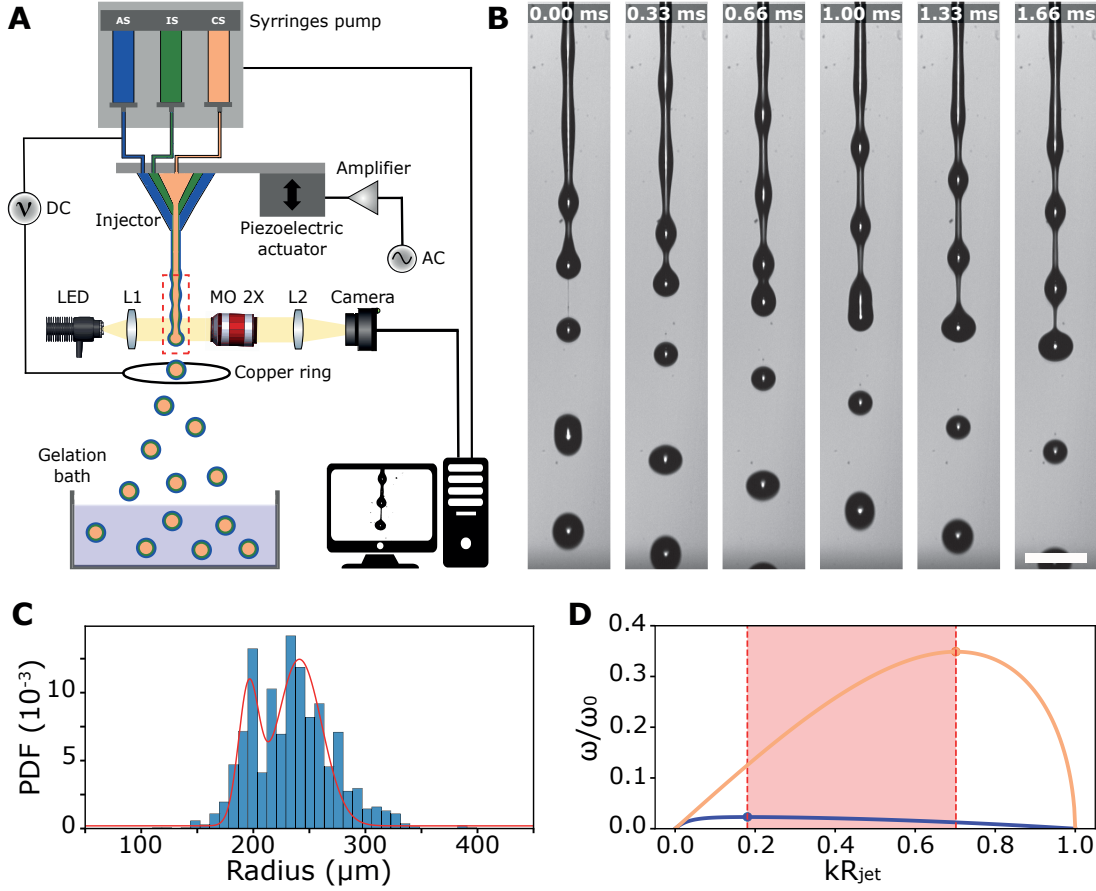 A
AS IS CS
Syrringes pump
Amplifier
DC
Injector
Piezoelectric
actuator
AC
LED L1 MO 2X L2 Camera
Copper ring
Gelation
bath
B
0.00 ms 0.33 ms 0.66 ms 1.00 ms 1.33 ms 1.66 ms
C
PDF (10⁻³)
10
5
0
100 200 300 400
Radius (µm)
D
ω/ω₀
0.4
0.3
0.2
0.1
0.0
0.0 0.2 0.4 0.6 0.8 1.0
kRjet